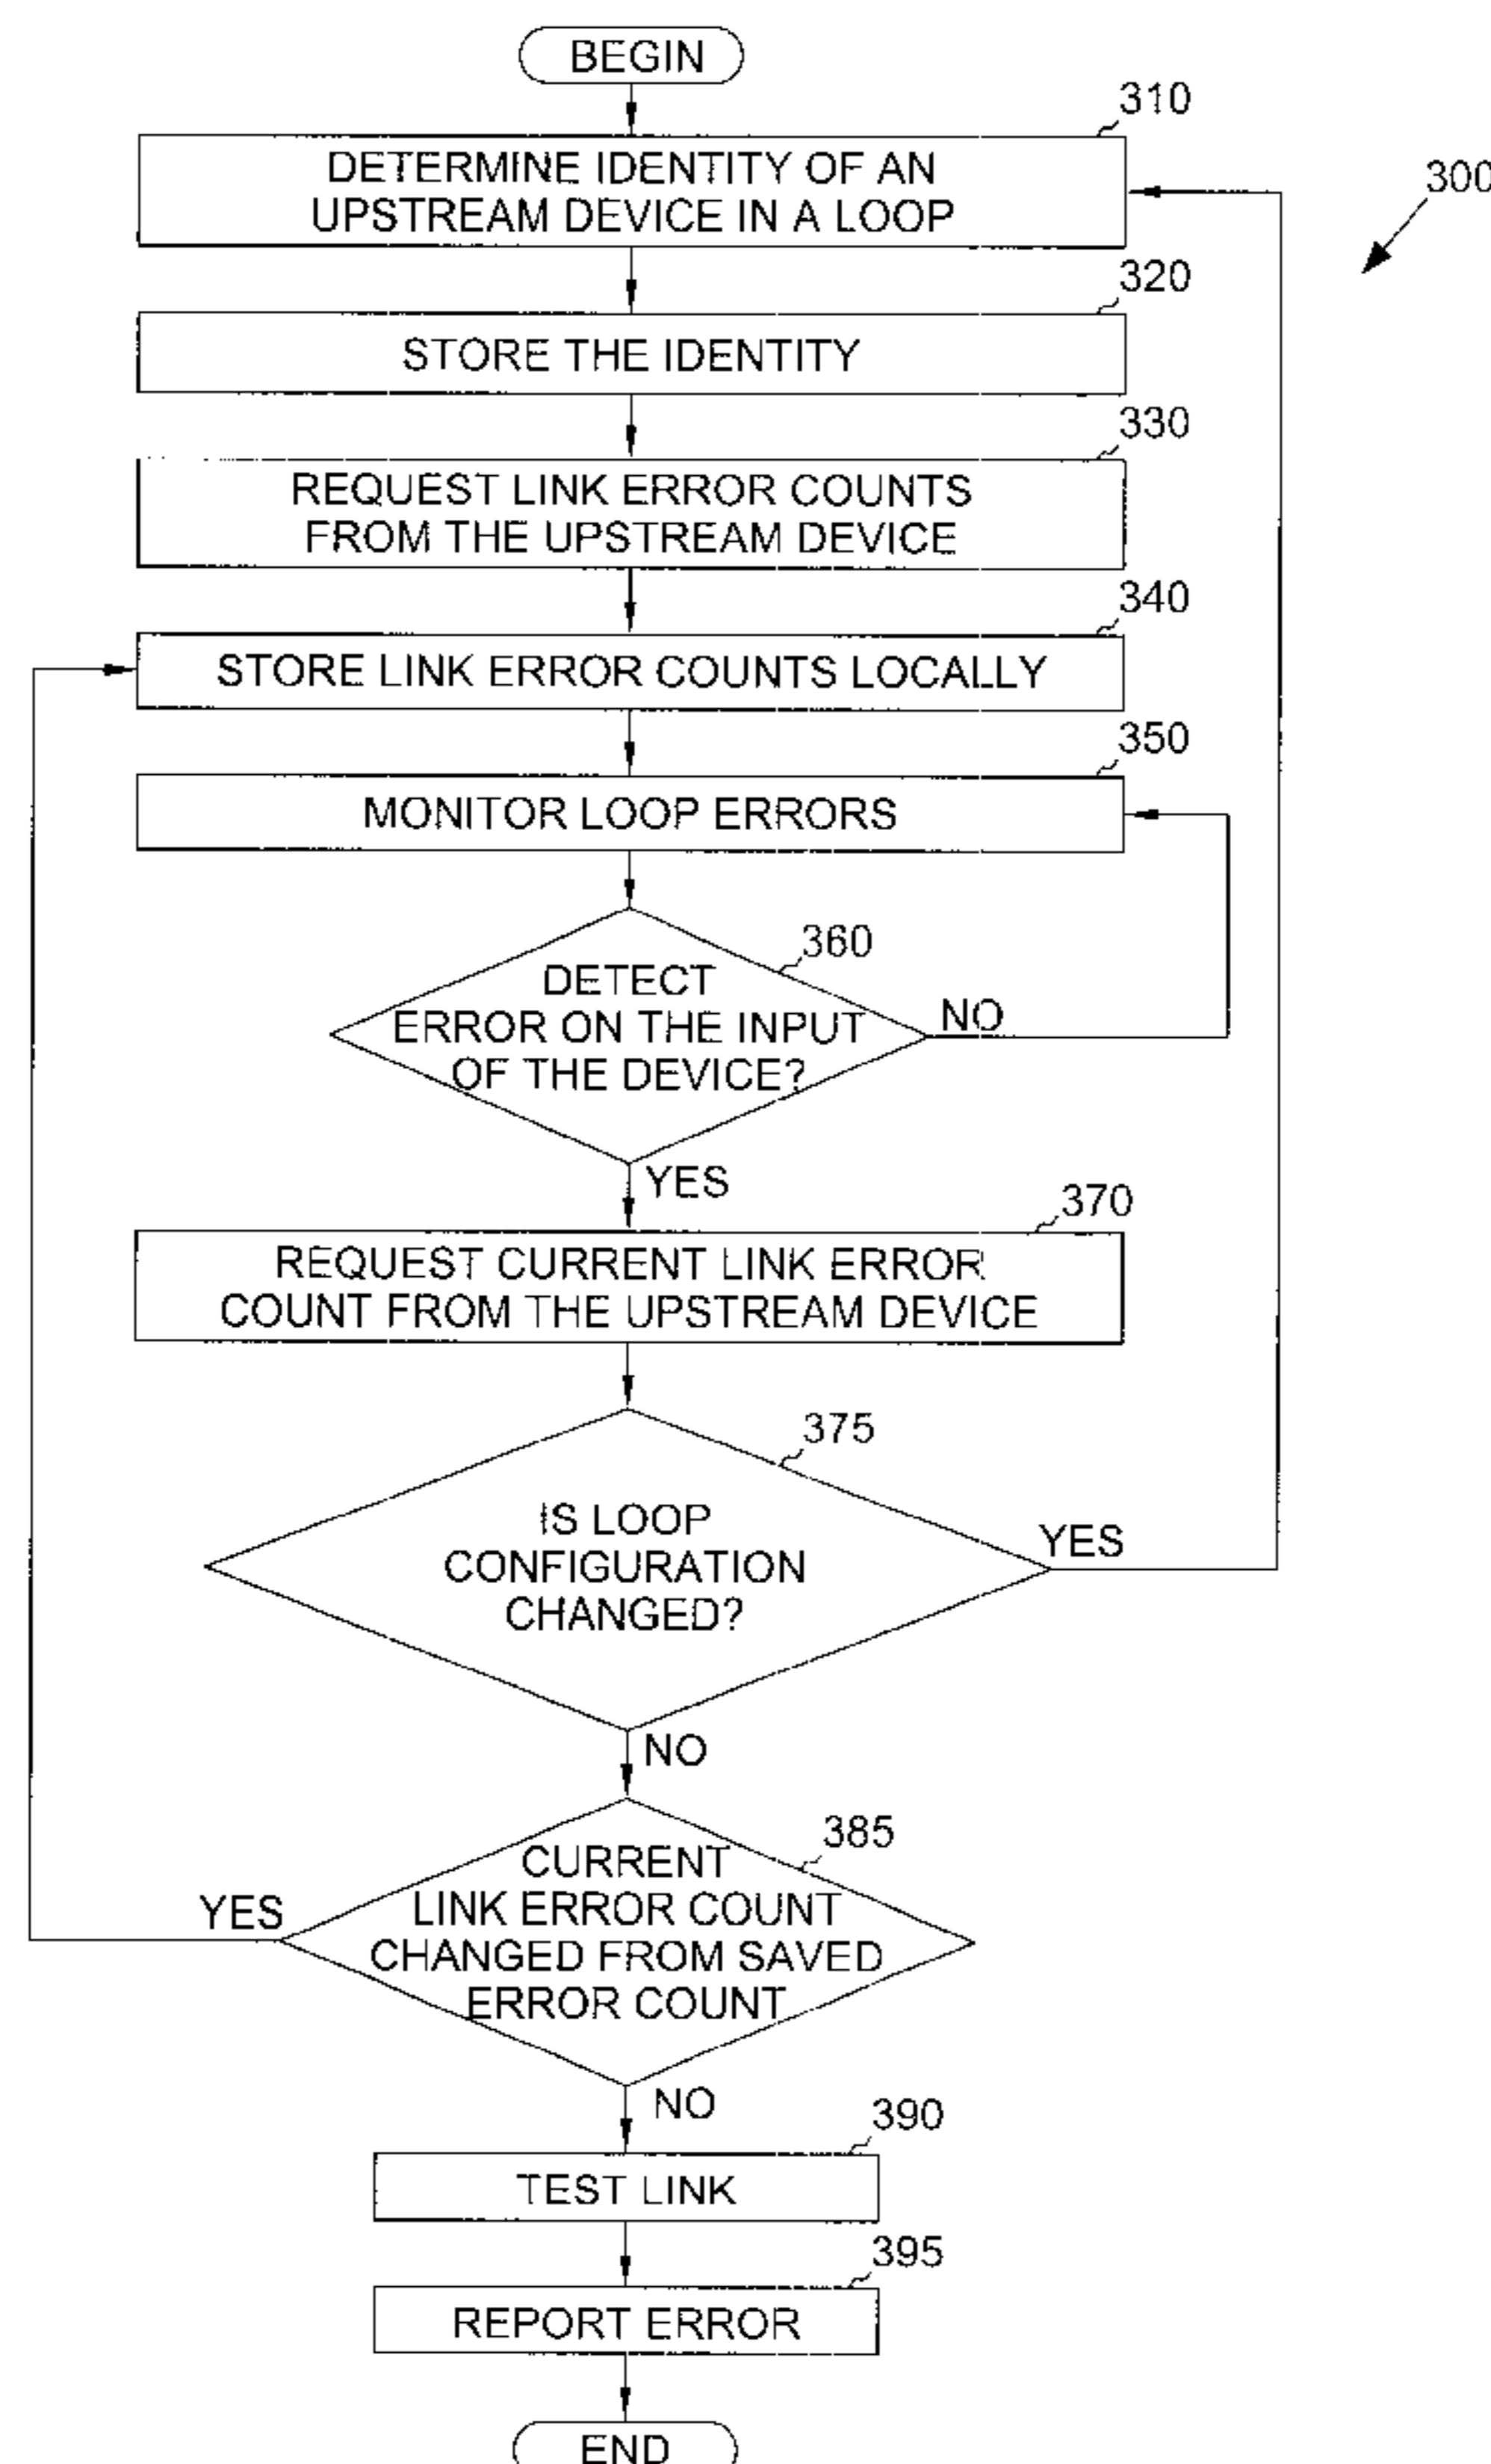 BEGIN
310
DETERMINE IDENTITY OF AN
UPSTREAM DEVICE IN A LOOP
300
320
STORE THE IDENTITY
330
REQUEST LINK ERROR COUNTS
FROM THE UPSTREAM DEVICE
340
STORE LINK ERROR COUNTS LOCALLY
350
MONITOR LOOP ERRORS
360
DETECT
ERROR ON THE INPUT
OF THE DEVICE?
NO
YES
370
REQUEST CURRENT LINK ERROR
COUNT FROM THE UPSTREAM DEVICE
375
IS LOOP
CONFIGURATION
CHANGED?
YES
NO
385
CURRENT
LINK ERROR COUNT
CHANGED FROM SAVED
ERROR COUNT
YES
NO
390
TEST LINK
395
REPORT ERROR
END